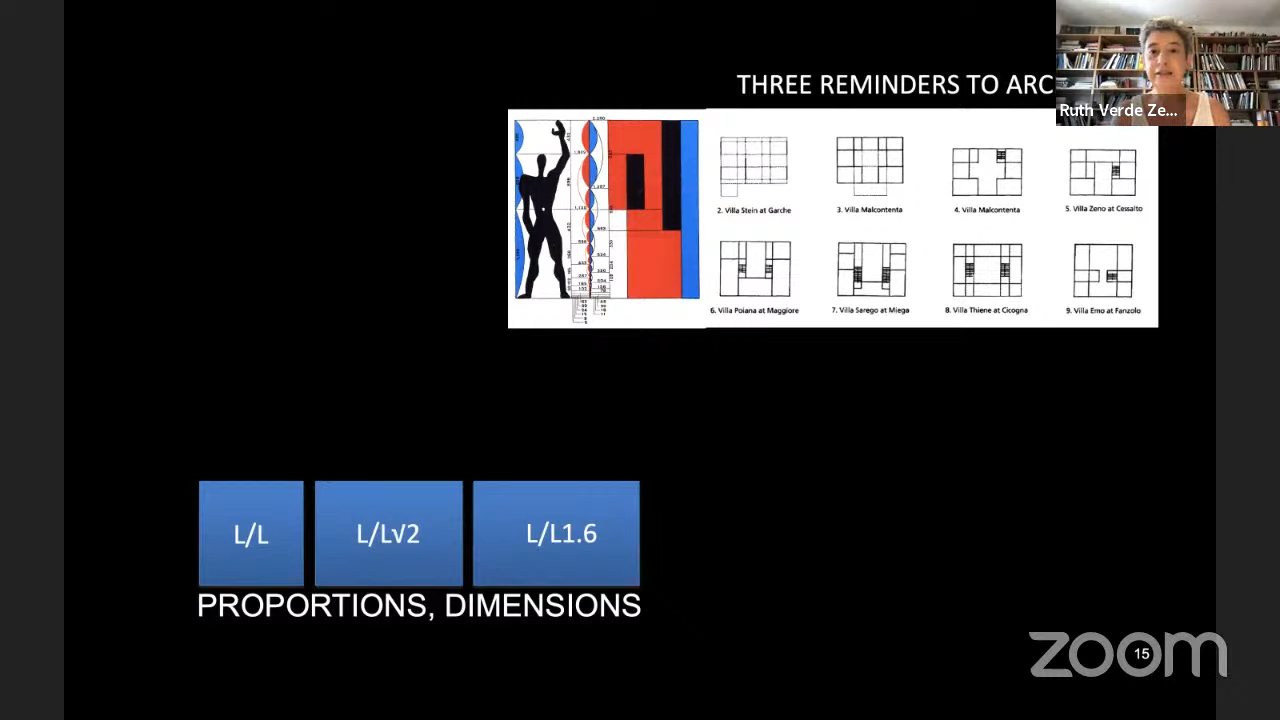 THREE REMINDERS TO ARC
Ruth Verde Ze...
2. Villa Stein at Garche
3. Villa Malcontenta
4. Villa Malcontenta
5. Villa Zeno at Cessalto
6. Villa Poiana at Maggiore
7. Villa Sarego at Miega
8. Villa Thiene at Cicogna
9. Villa Emo at Fanzolo
L/L
L/L√2
L/L1.6
PROPORTIONS, DIMENSIONS
zoom
15